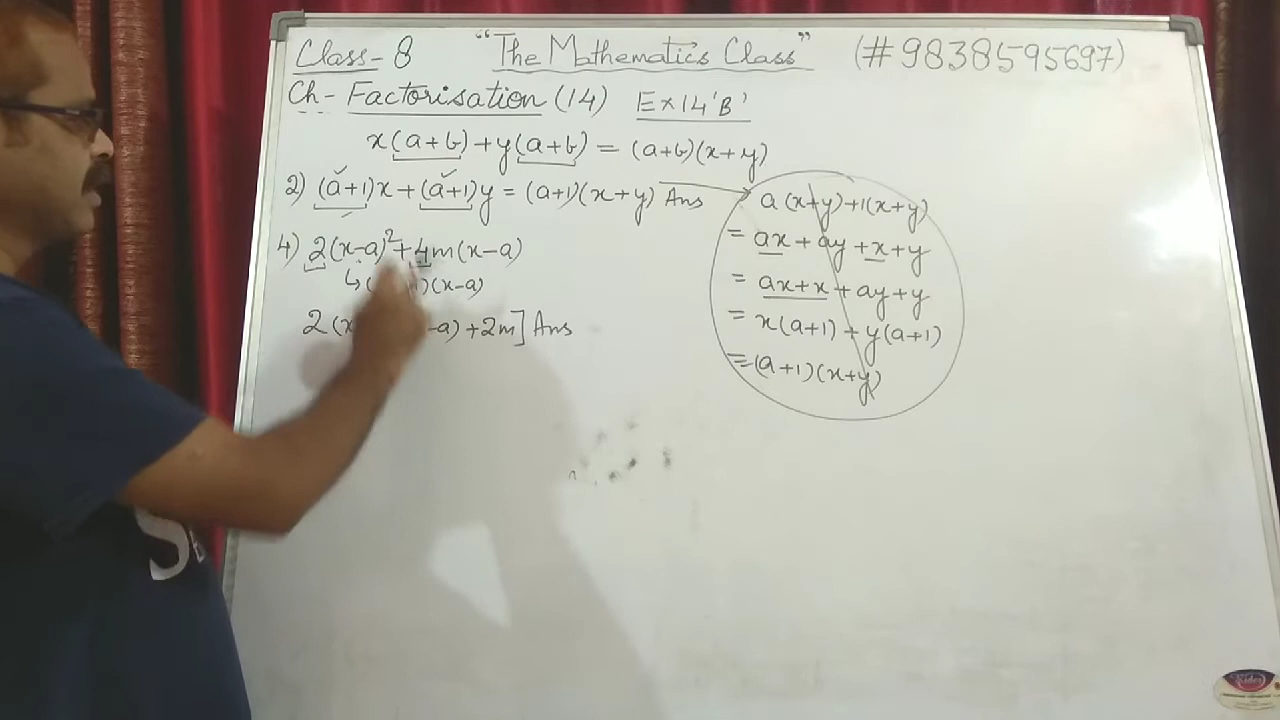 Class-8 "The Mathematics Class" (#9838595697)
Ch- Factorisation (14) Ex 14 'B'
x(a+b)+y(a+b) = (a+b)(x+y)
2) (a+1)x+(a+1)y = (a+1)(x+y) Ans
4) 2(x-a)²+4m(x-a)
↳( )(x-a)
2(x -a)+2m] Ans
a(x+y)+1(x+y)
= ax+ay+x+y
= ax+x+ay+y
= x(a+1)+y(a+1)
=(a+1)(x+y)